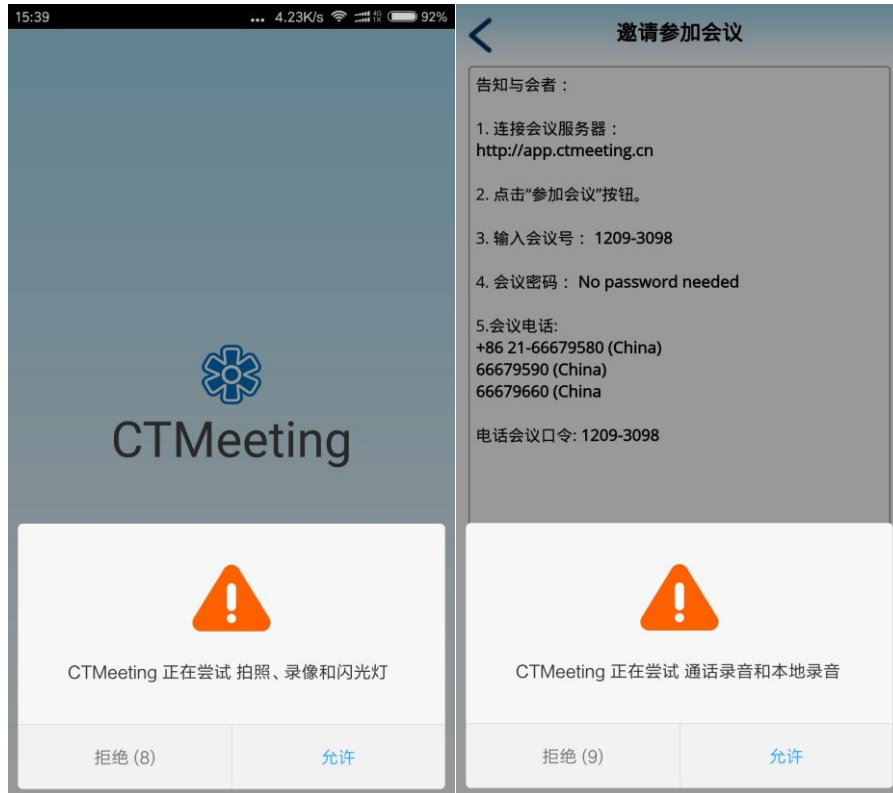 15:39
... 4.23K/s 4G 1X 92%
CTMeeting
CTMeeting 正在尝试 拍照、录像和闪光灯
拒绝 (8)
允许
邀请参加会议
告知与会者：
1. 连接会议服务器：
http://app.ctmeeting.cn
2. 点击“参加会议”按钮。
3. 输入会议号： 1209-3098
4. 会议密码： No password needed
5.会议电话:
+86 21-66679580 (China)
66679590 (China)
66679660 (China
电话会议口令: 1209-3098
CTMeeting 正在尝试 通话录音和本地录音
拒绝 (9)
允许